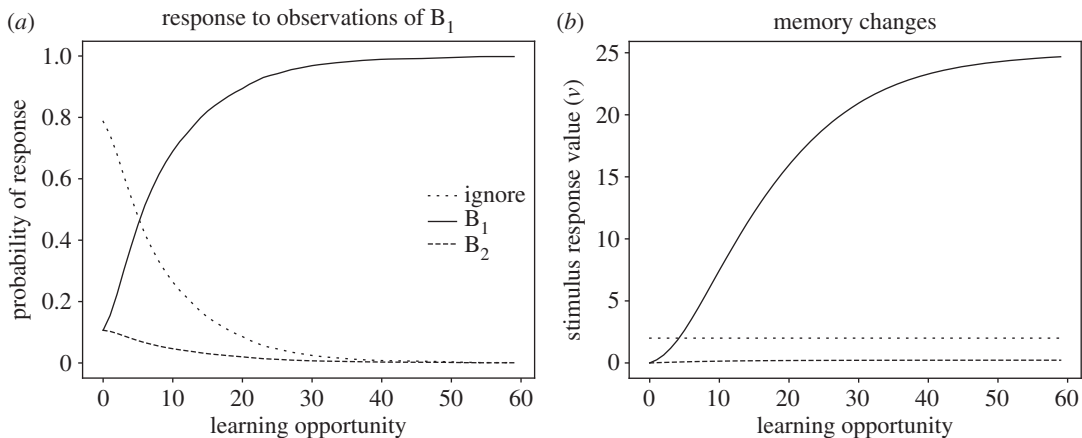 (a) response to observations of B1
1.0
0.8
0.6
0.4
0.2
0
probability of response
ignore
B1
B2
0 10 20 30 40 50 60
learning opportunity
(b) memory changes
25
20
15
10
5
0
stimulus response value (v)
0 10 20 30 40 50 60
learning opportunity